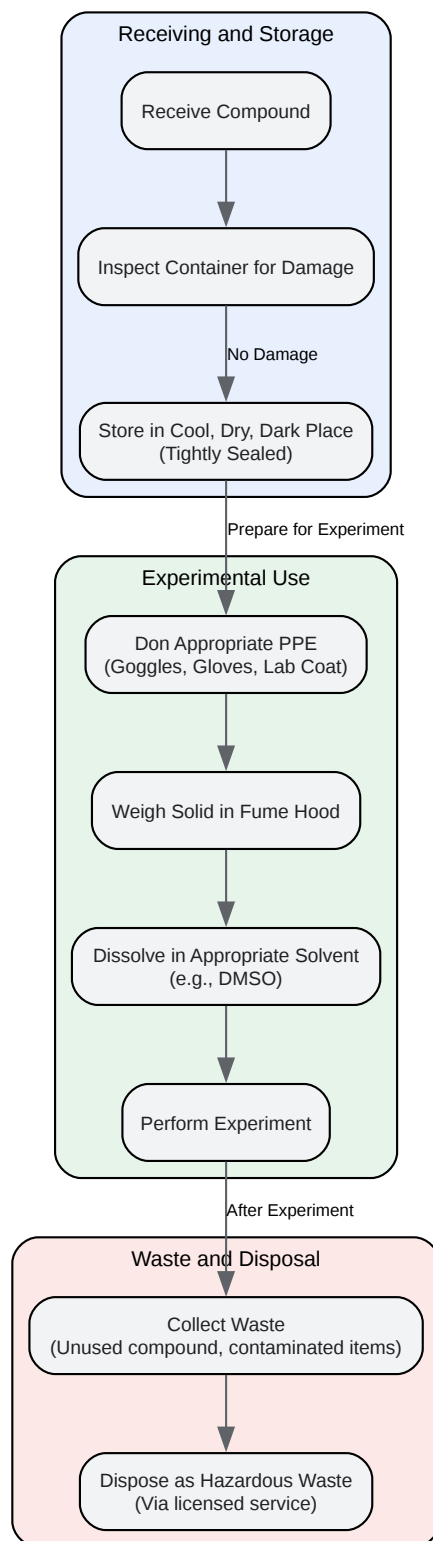 Receiving and Storage
Receive Compound
Inspect Container for Damage
No Damage
Store in Cool, Dry, Dark Place
(Tightly Sealed)
Prepare for Experiment
Experimental Use
Don Appropriate PPE
(Goggles, Gloves, Lab Coat)
Weigh Solid in Fume Hood
Dissolve in Appropriate Solvent
(e.g., DMSO)
Perform Experiment
After Experiment
Waste and Disposal
Collect Waste
(Unused compound, contaminated items)
Dispose as Hazardous Waste
(Via licensed service)